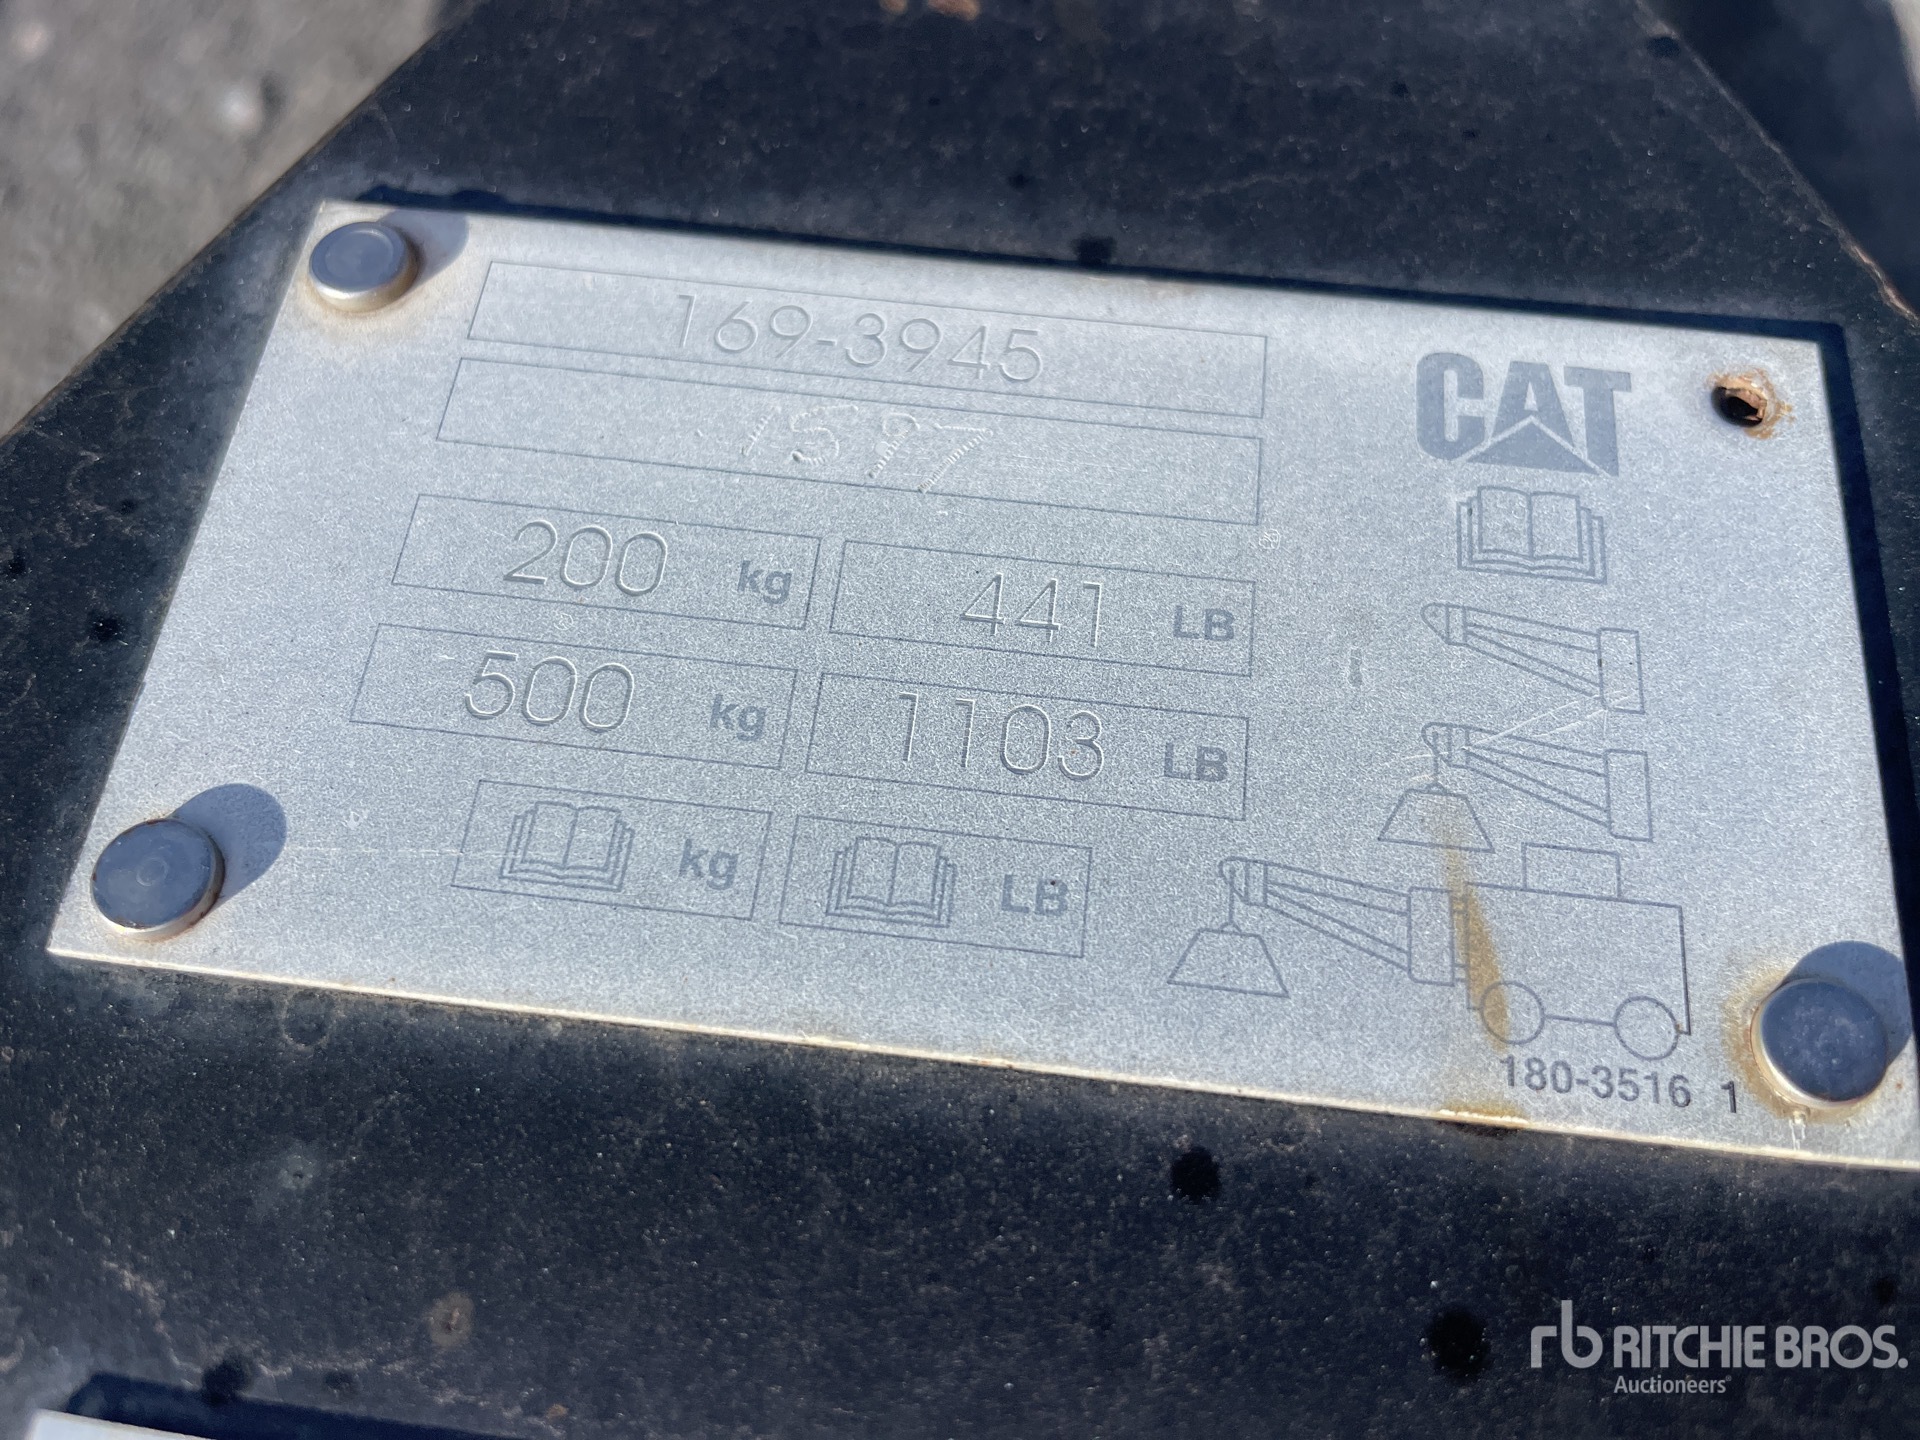 169-3945
CAT
200 kg 441 LB
500 kg 1103 LB
kg LB
180-3516 1
rb RITCHIE BROS.
Auctioneers